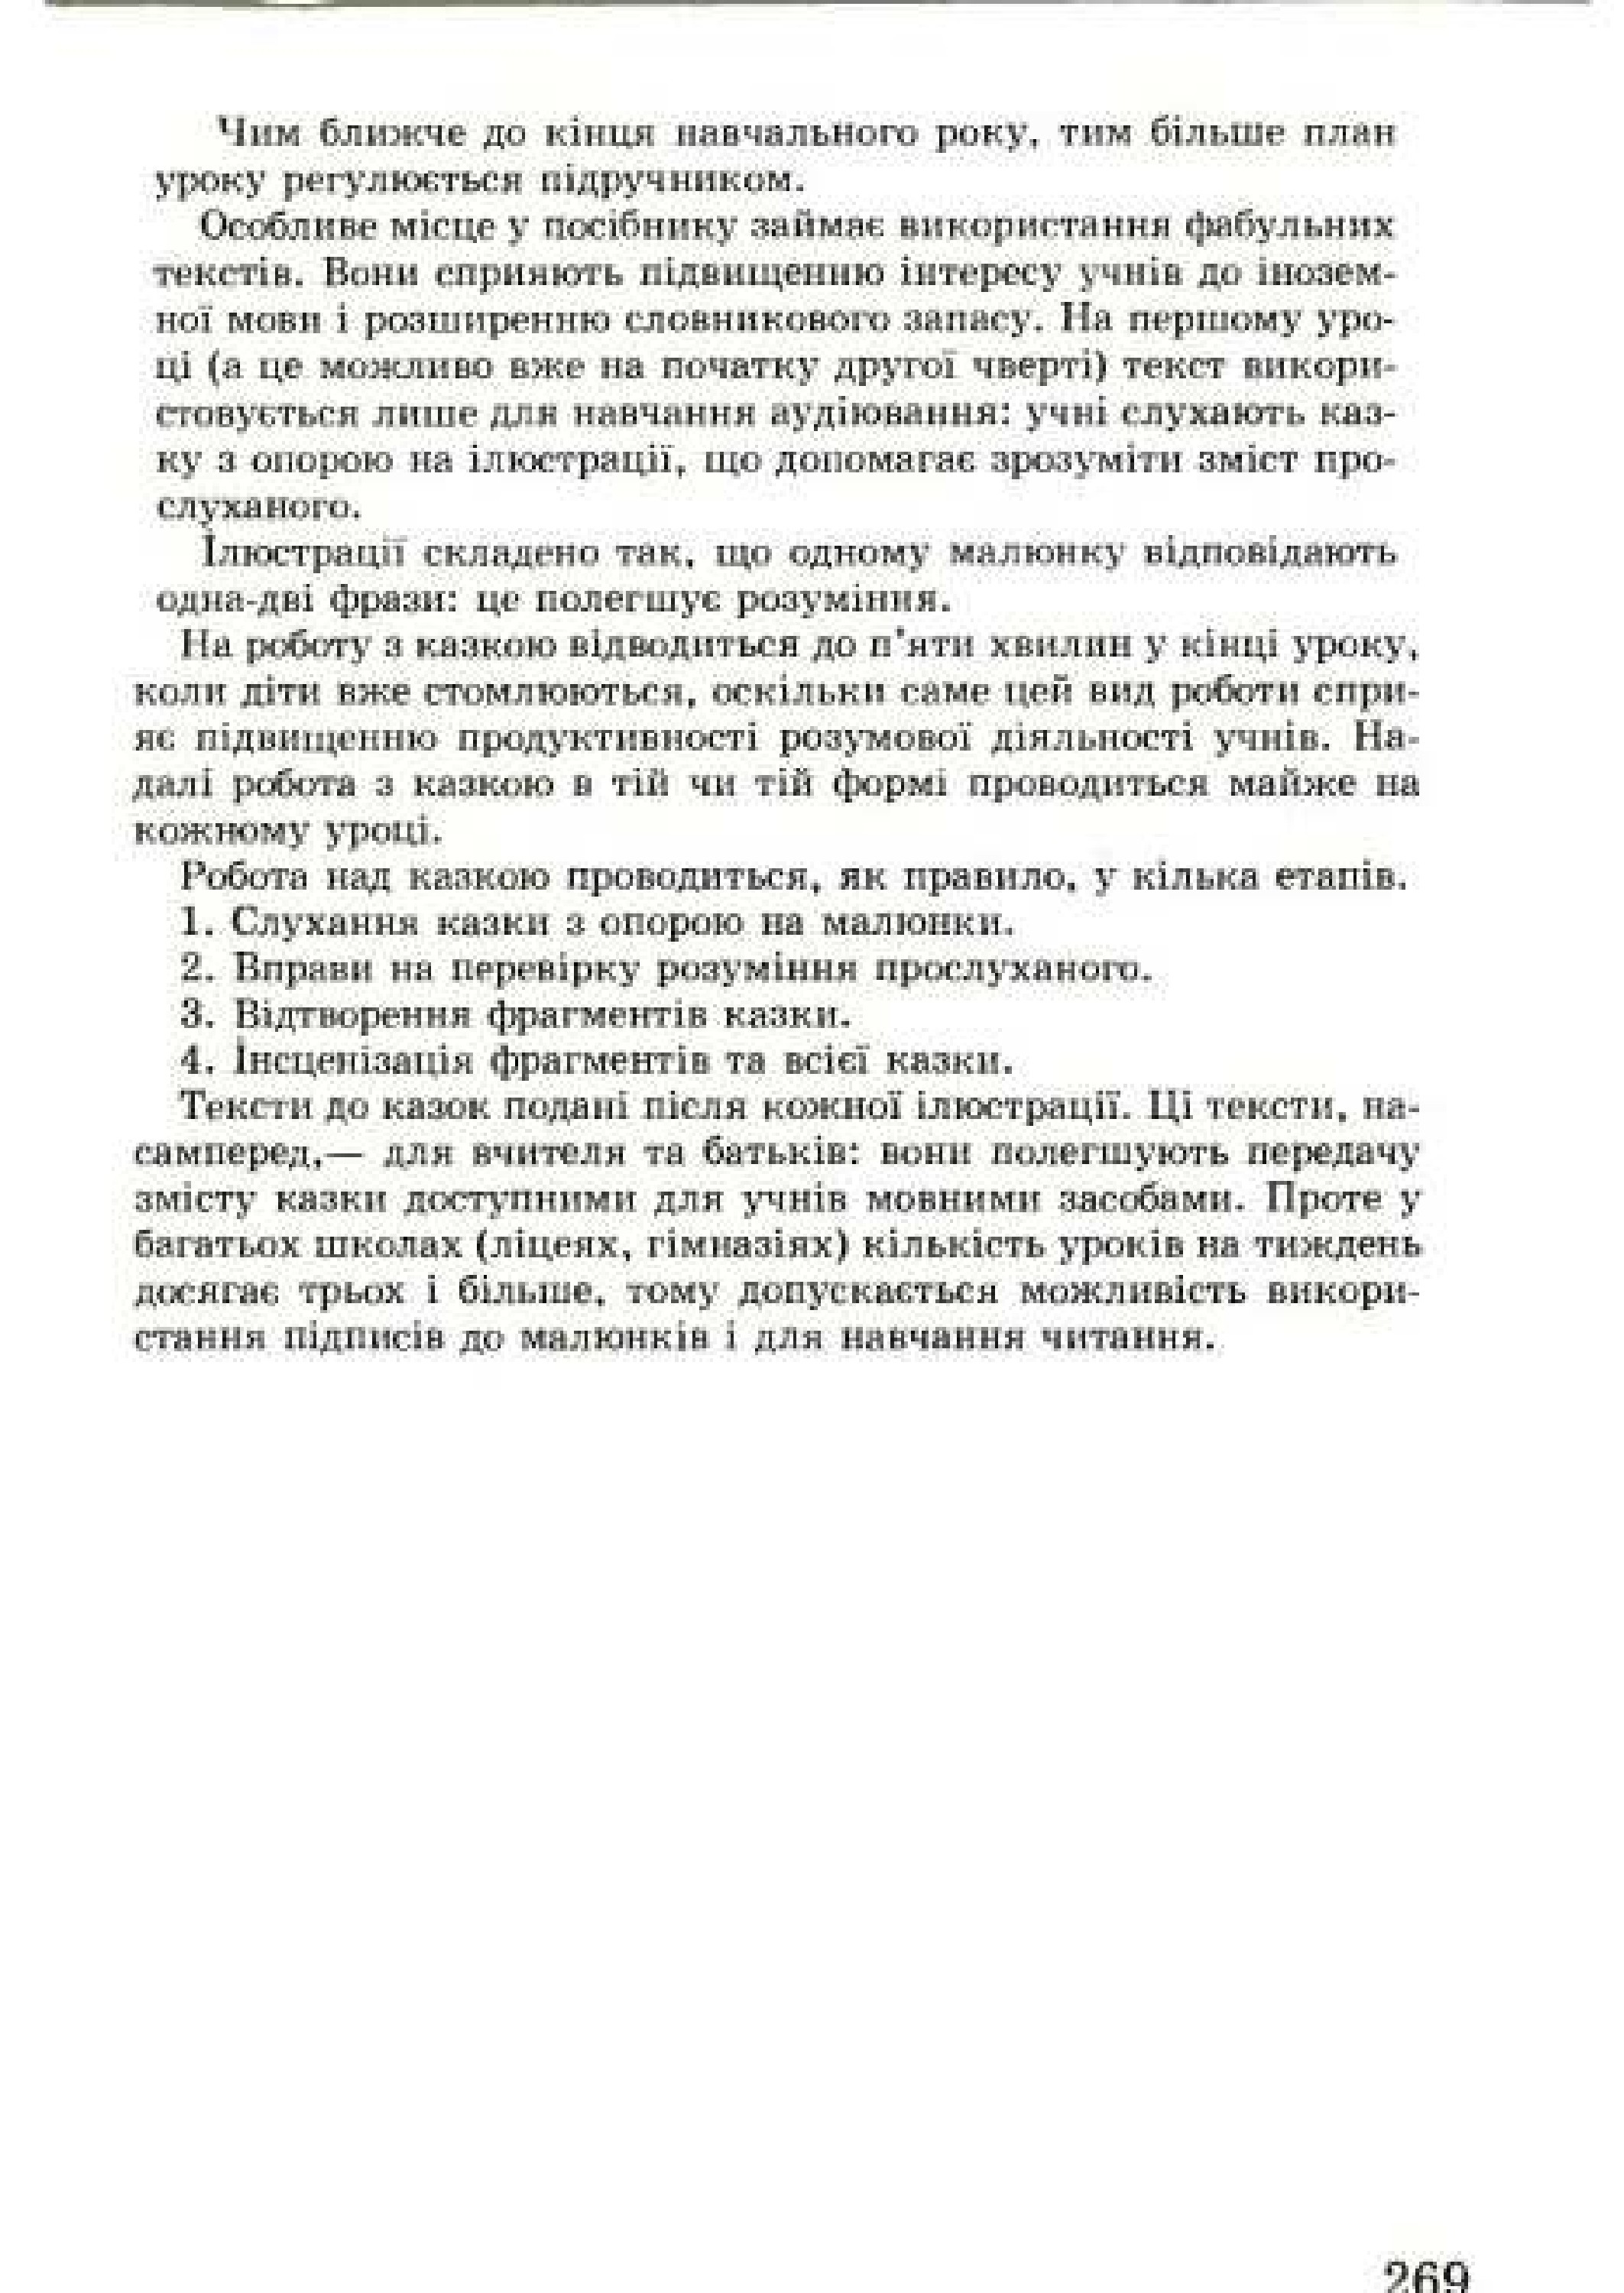 Чим ближче до кінця навчального року, тим більше план
уроку регулюється підручником.
Особливе місце у посібнику займає використання фабульних
текстів. Вони сприяють підвищенню інтересу учнів до інозем-
ної мови і розширенню словникового запасу. На першому уро-
ці (а це можливо вже на початку другої чверті) текст викори-
стовується лише для навчання аудіювання: учні слухають каз-
ку з опорою на ілюстрації, що допомагає зрозуміти зміст про-
слуханого.
Ілюстрації складено так, що одному малюнку відповідають
одна-дві фрази: це полегшує розуміння.
На роботу з казкою відводиться до п'яти хвилин у кінці уроку,
коли діти вже стомлюються, оскільки саме цей вид роботи спри-
яє підвищенню продуктивності розумової діяльності учнів. На-
далі робота з казкою в тій чи тій формі проводиться майже на
кожному уроці.
Робота над казкою проводиться, як правило, у кілька етапів.
1. Слухання казки з опорою на малюнки.
2. Вправи на перевірку розуміння прослуханого.
3. Відтворення фрагментів казки.
4. Інсценізація фрагментів та всієї казки.
Тексти до казок подані після кожної ілюстрації. Ці тексти, на-
самперед,— для вчителя та батьків: вони полегшують передачу
змісту казки доступними для учнів мовними засобами. Проте у
багатьох школах (ліцеях, гімназіях) кількість уроків на тиждень
досягає трьох і більше, тому допускається можливість викори-
стання підписів до малюнків і для навчання читання.
269